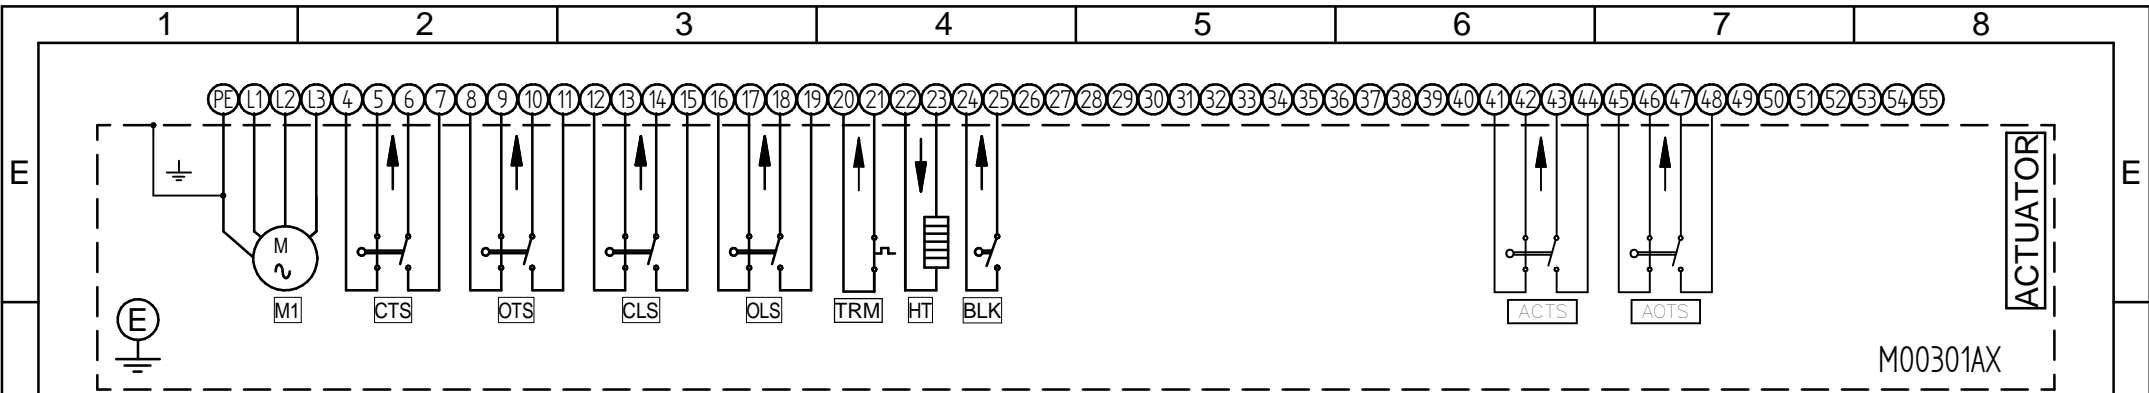 1 2 3 4 5 6 7 8
PE L1 L2 L3 4 5 6 7 8 9 10 11 12 13 14 15 16 17 18 19 20 21 22 23 24 25 26 27 28 29 30 31 32 33 34 35 36 37 38 39 40 41 42 43 44 45 46 47 48 49 50 51 52 53 54 55
E E
ACTUATOR
M
M1 CTS OTS CLS OLS TRM HT BLK ACTS AOTS
E
M00301AX